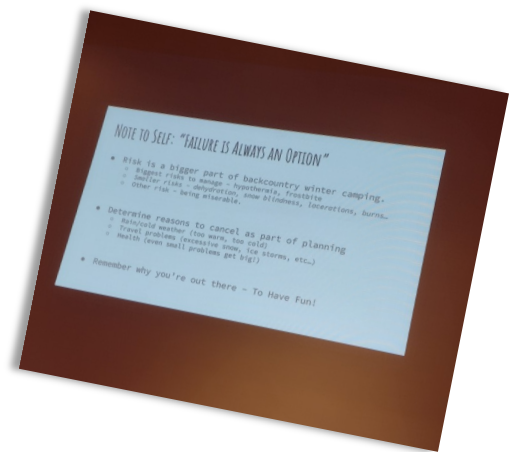 Note to Self: "Failure is Always an Option"
• Risk is a bigger part of backcountry winter camping.
○ Biggest risks to manage – hypothermia, frostbite
○ Smaller risks – dehydration, snow blindness, lacerations, burns…
○ Other risk – being miserable.
• Determine reasons to cancel as part of planning
○ Rain/cold weather (too warm, too cold)
○ Travel problems (excessive snow, ice storms, etc…)
○ Health (even small problems get big!)
• Remember why you're out there – To Have Fun!